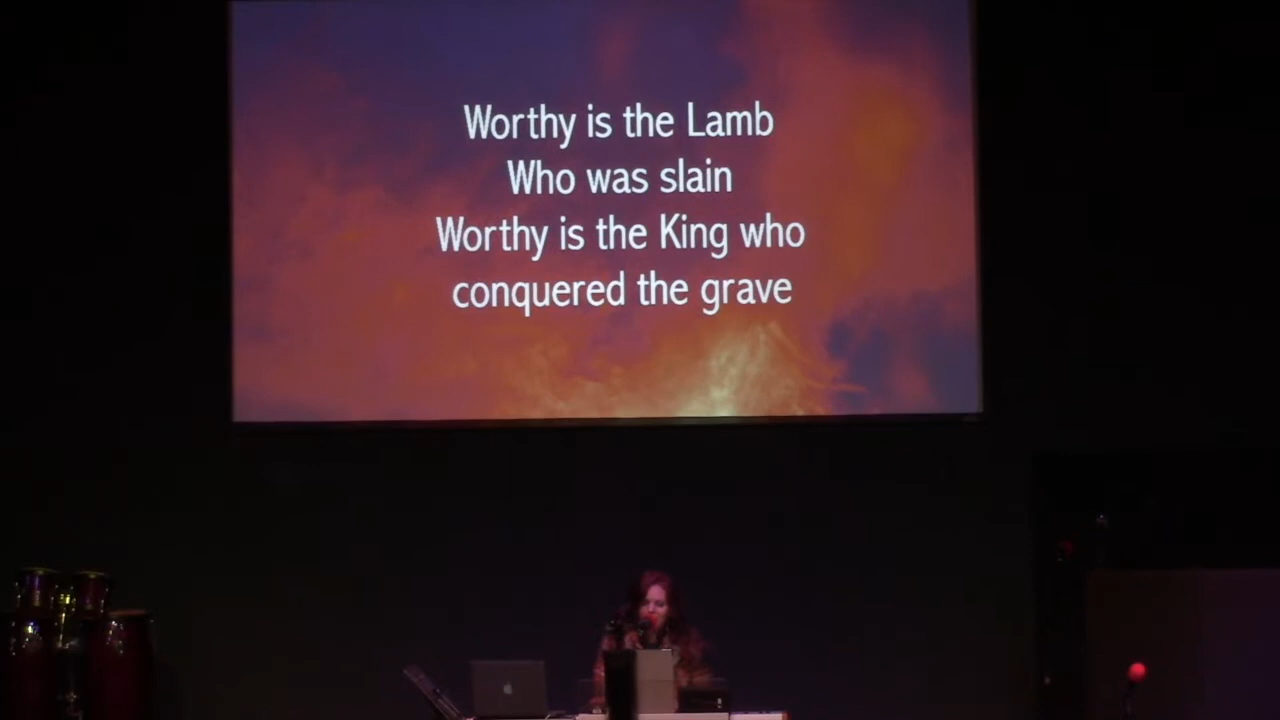 Worthy is the Lamb
Who was slain
Worthy is the King who
conquered the grave